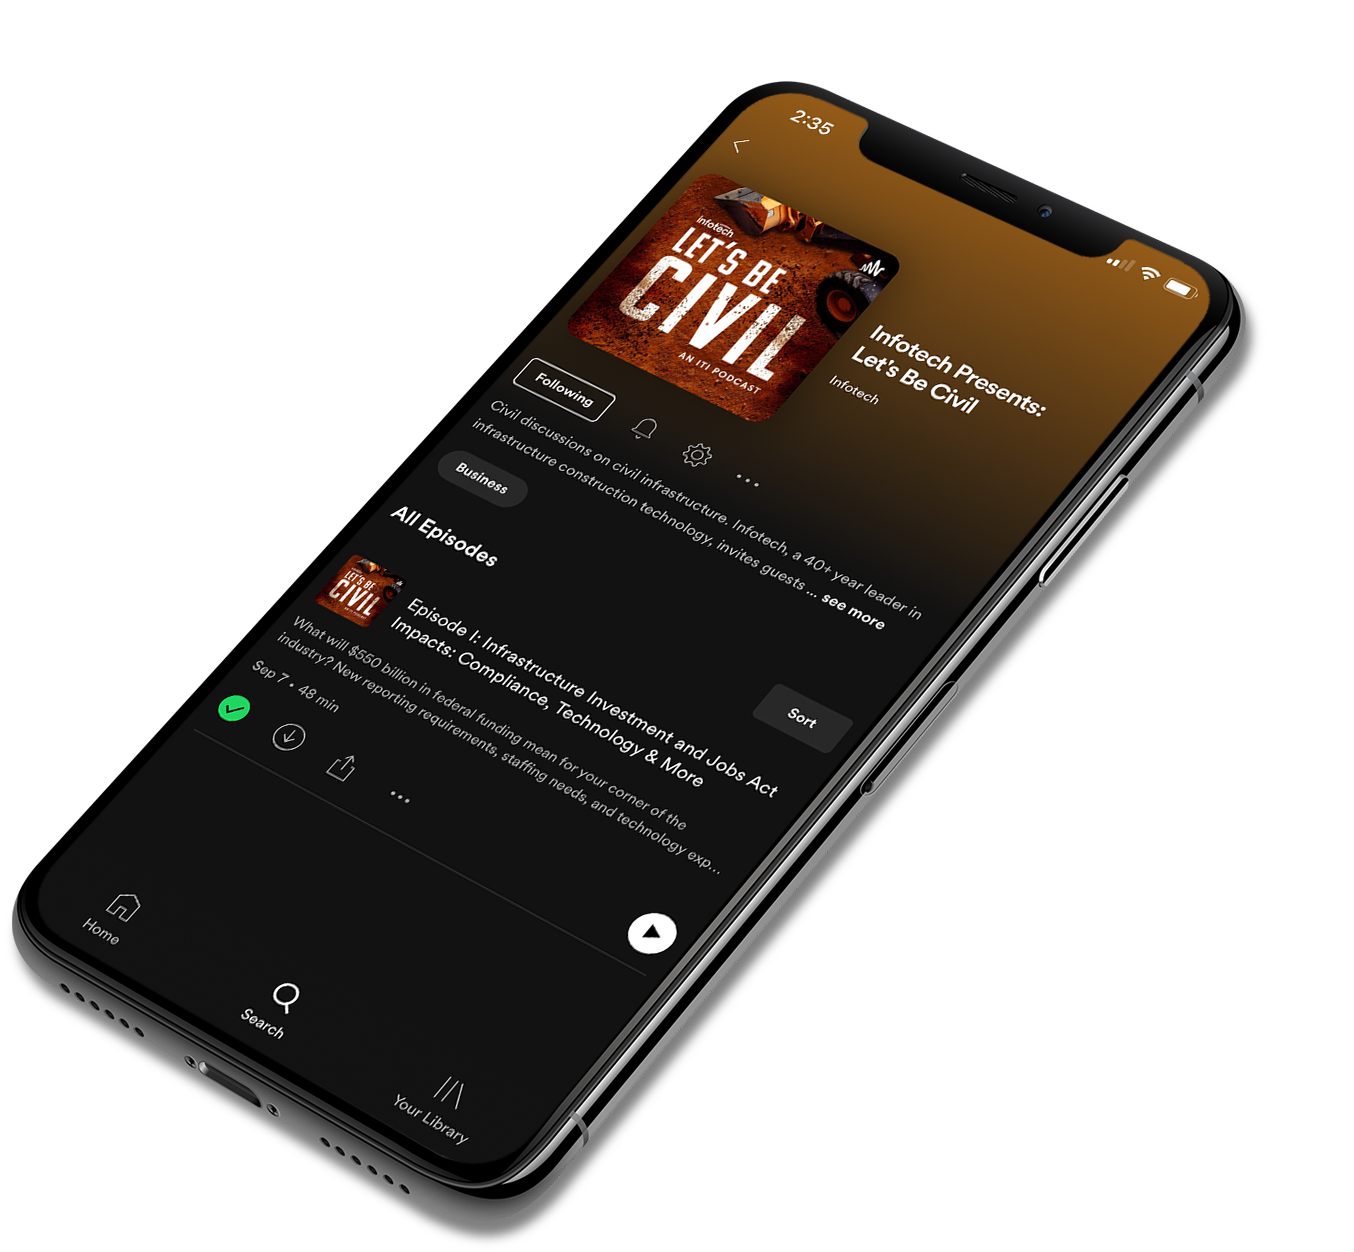 2:35
infotech
LET'S BE
CIVIL
AN ITI PODCAST
Infotech Presents:
Let's Be Civil
Infotech
Following
Civil discussions on civil infrastructure. Infotech, a 40+ year leader in
infrastructure construction technology, invites guests ... see more
Business
All Episodes
Sort
LET'S BE
CIVIL
Episode I: Infrastructure Investment and Jobs Act
Impacts: Compliance, Technology & More
What will $550 billion in federal funding mean for your corner of the
industry? New reporting requirements, staffing needs, and technology exp...
Sep 7 • 48 min
Home
Search
Your Library